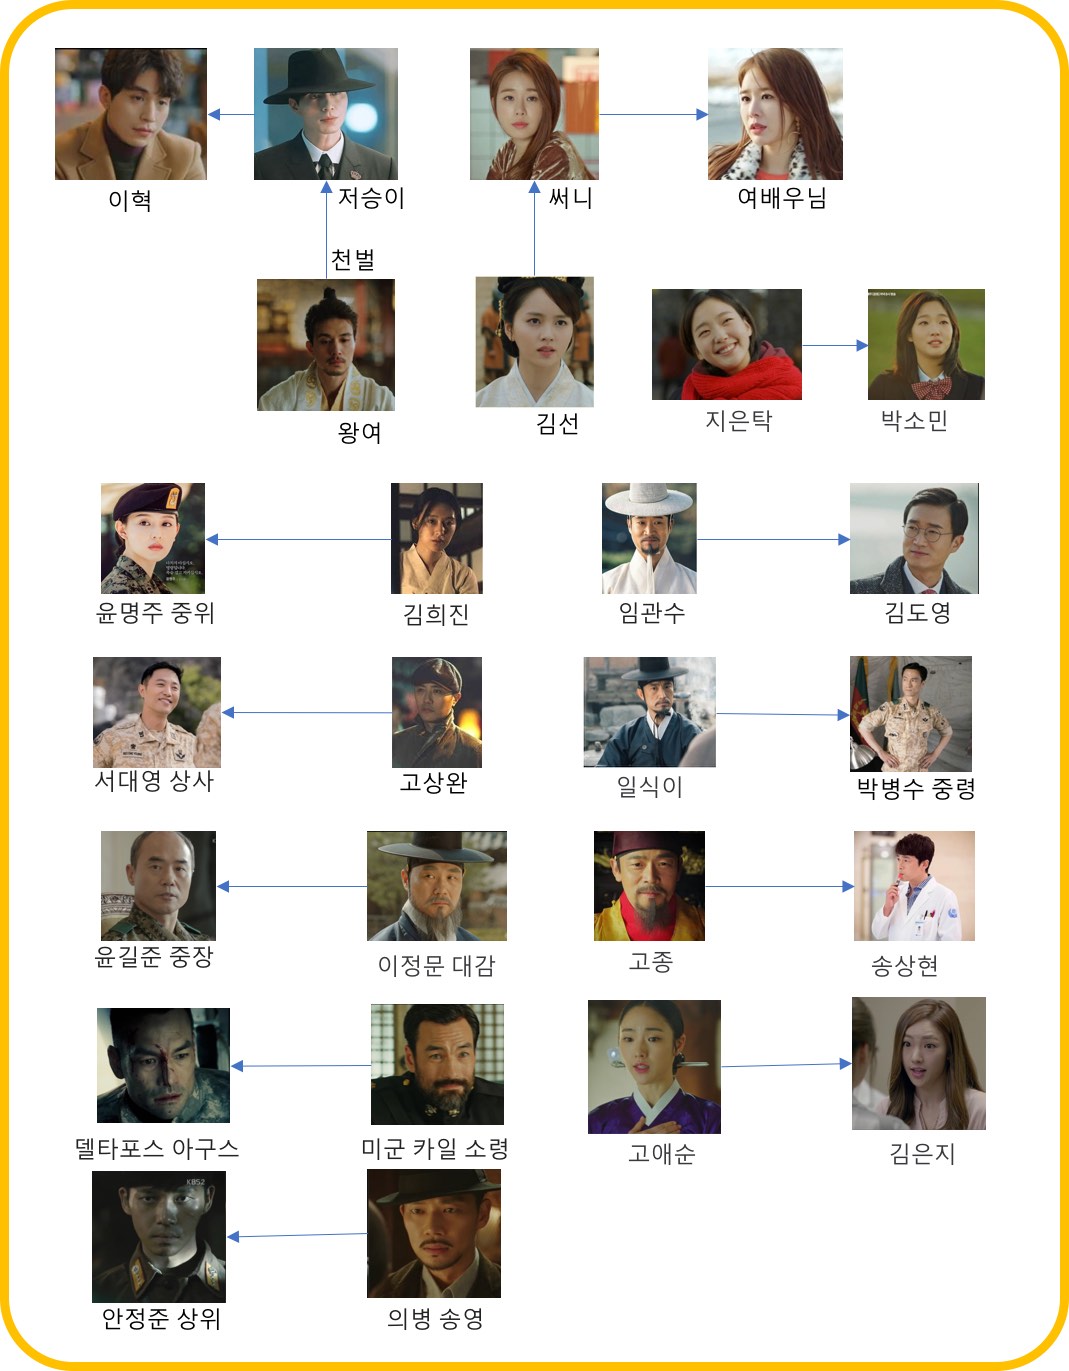 이혁
저승이
써니
여배우님
천벌
왕여
김선
지은탁
박소민
윤명주 중위
김희진
임관수
김도영
서대영 상사
고상완
일식이
박병수 중령
윤길준 중장
이정문 대감
고종
송상현
델타포스 아구스
미군 카일 소령
고애순
김은지
KBS2
안정준 상위
의병 송영